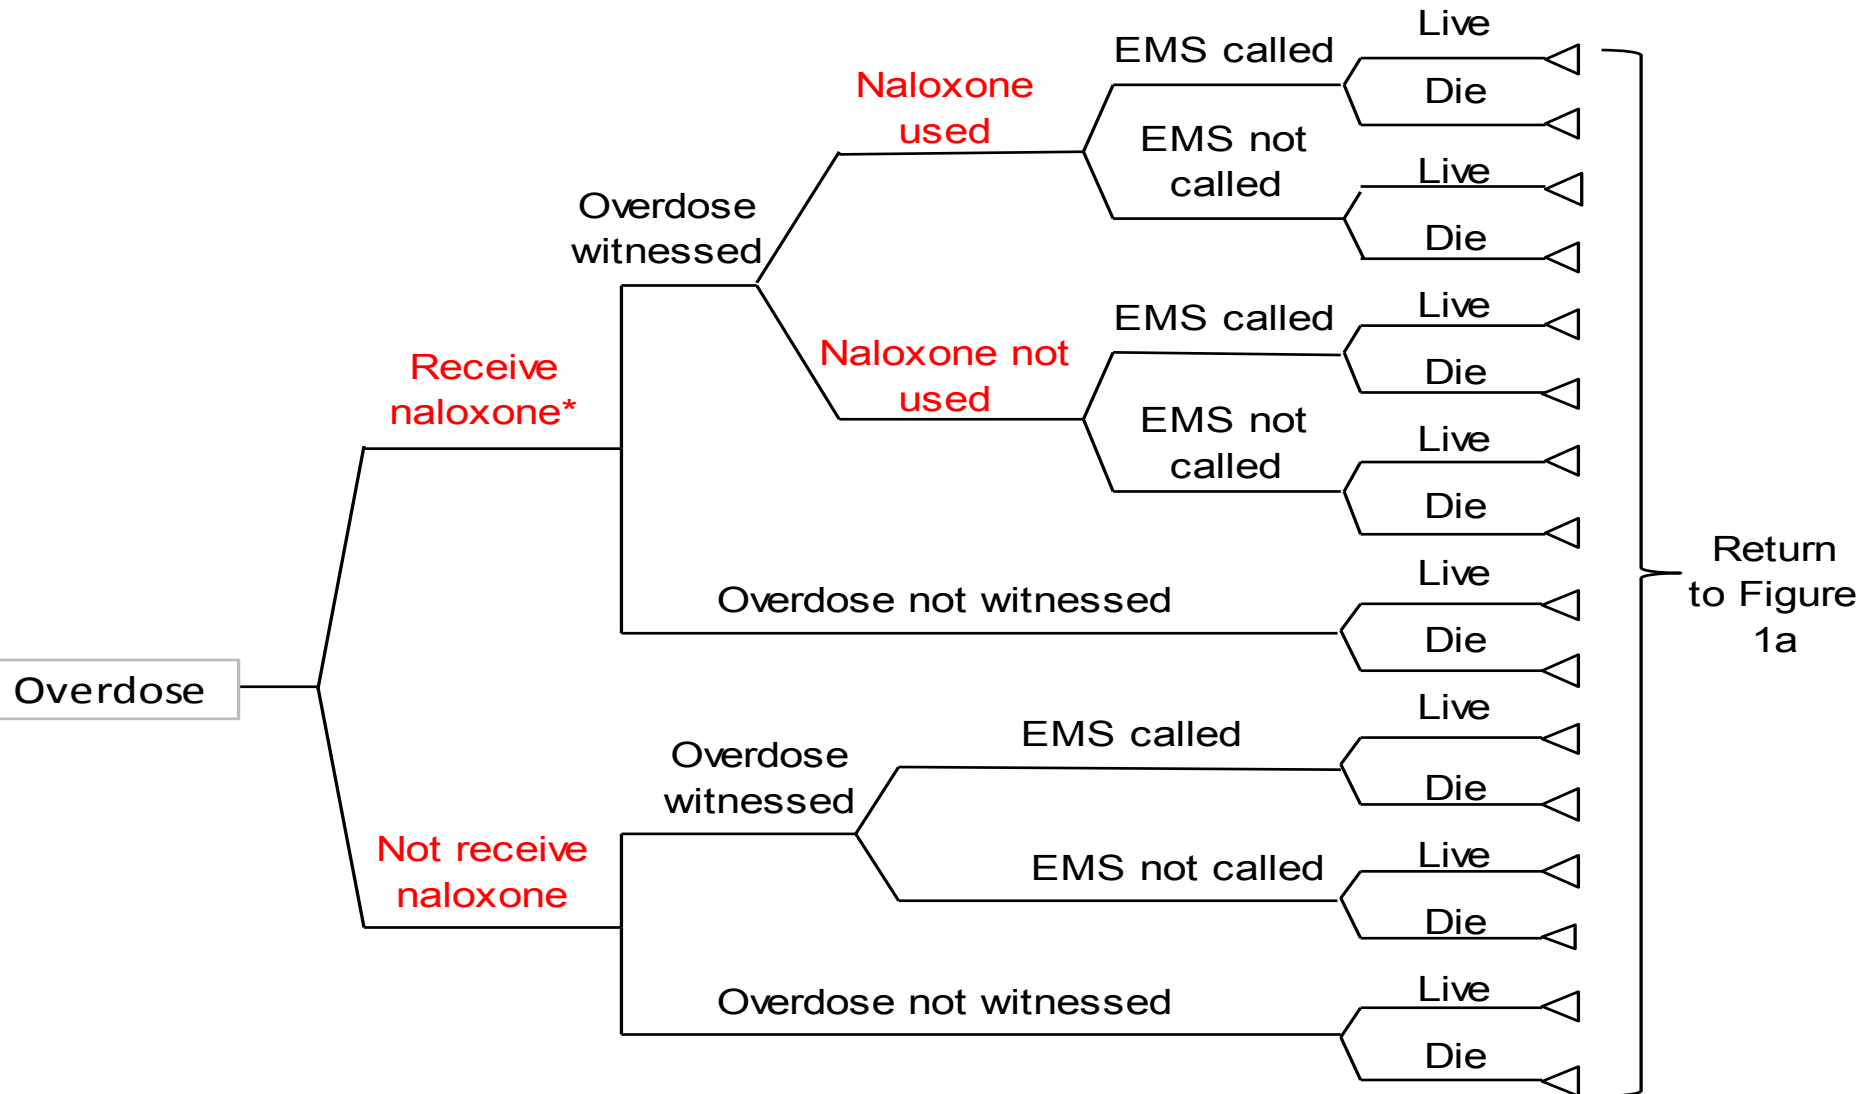 Live
EMS called
Die
Naloxone
used
EMS not
called
Live
Die
Overdose
witnessed
Live
EMS called
Die
Naloxone not
used
EMS not
called
Live
Die
Receive
naloxone*
Overdose not witnessed
Live
Die
Return
to Figure
1a
Overdose
Overdose
witnessed
EMS called
Live
Die
EMS not called
Live
Die
Not receive
naloxone
Overdose not witnessed
Live
Die